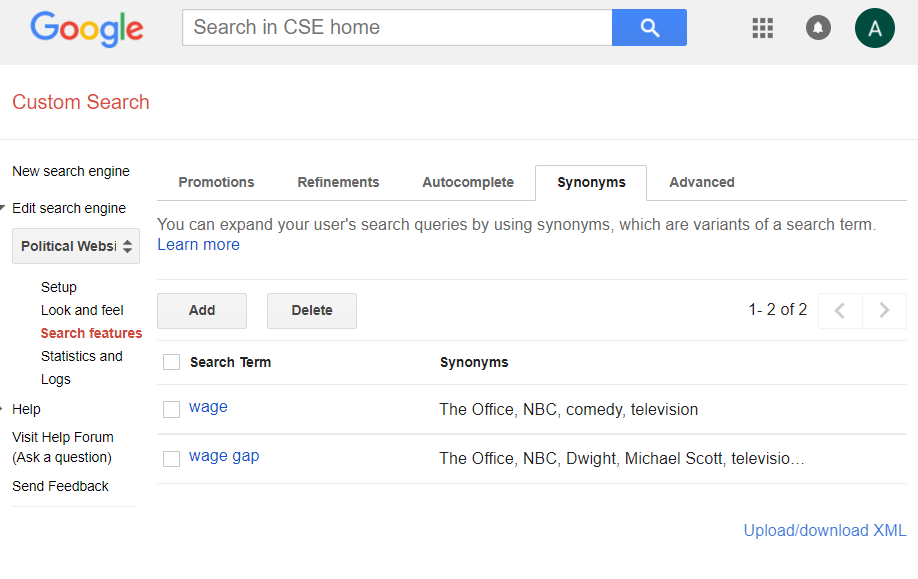 Google
Search in CSE home
A
Custom Search
New search engine
Edit search engine
Political Websi
Setup
Look and feel
Search features
Statistics and
Logs
Help
Visit Help Forum
(Ask a question)
Send Feedback
Promotions Refinements Autocomplete Synonyms Advanced
You can expand your user's search queries by using synonyms, which are variants of a search term.
Learn more
Add Delete 1- 2 of 2
Search Term Synonyms
wage The Office, NBC, comedy, television
wage gap The Office, NBC, Dwight, Michael Scott, televisio…
Upload/download XML